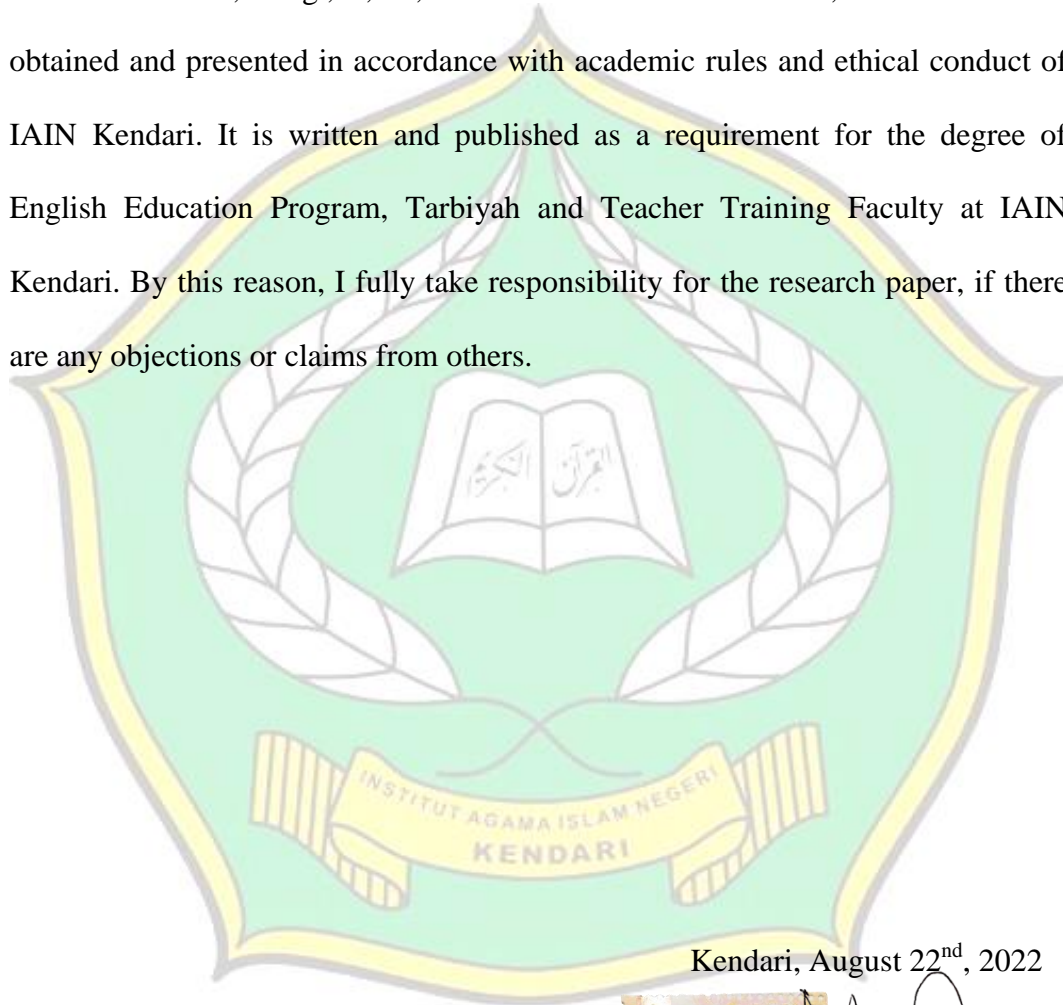 obtained and presented in accordance with academic rules and ethical conduct of
IAIN Kendari. It is written and published as a requirement for the degree of
English Education Program, Tarbiyah and Teacher Training Faculty at IAIN
Kendari. By this reason, I fully take responsibility for the research paper, if there
are any objections or claims from others.
القرآن الكريم
INSTITUT AGAMA ISLAM NEGERI
KENDARI
Kendari, August 22nd, 2022